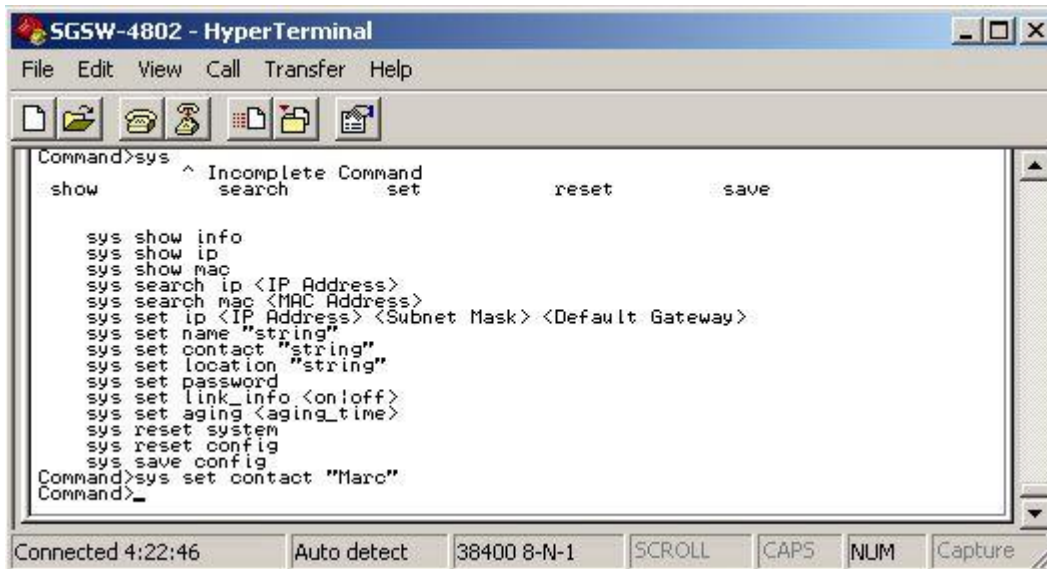 SGSW-4802 - HyperTerminal
File Edit View Call Transfer Help
Command>sys
^ Incomplete Command
show search set reset save
sys show info
sys show ip
sys show mac
sys search ip <IP Address>
sys search mac <MAC Address>
sys set ip <IP Address> <Subnet Mask> <Default Gateway>
sys set name "string"
sys set contact "string"
sys set location "string"
sys set password
sys set link_info <on|off>
sys set aging <aging_time>
sys reset system
sys reset config
sys save config
Command>sys set contact "Marc"
Command>_
Connected 4:22:46 Auto detect 38400 8-N-1 SCROLL CAPS NUM Capture